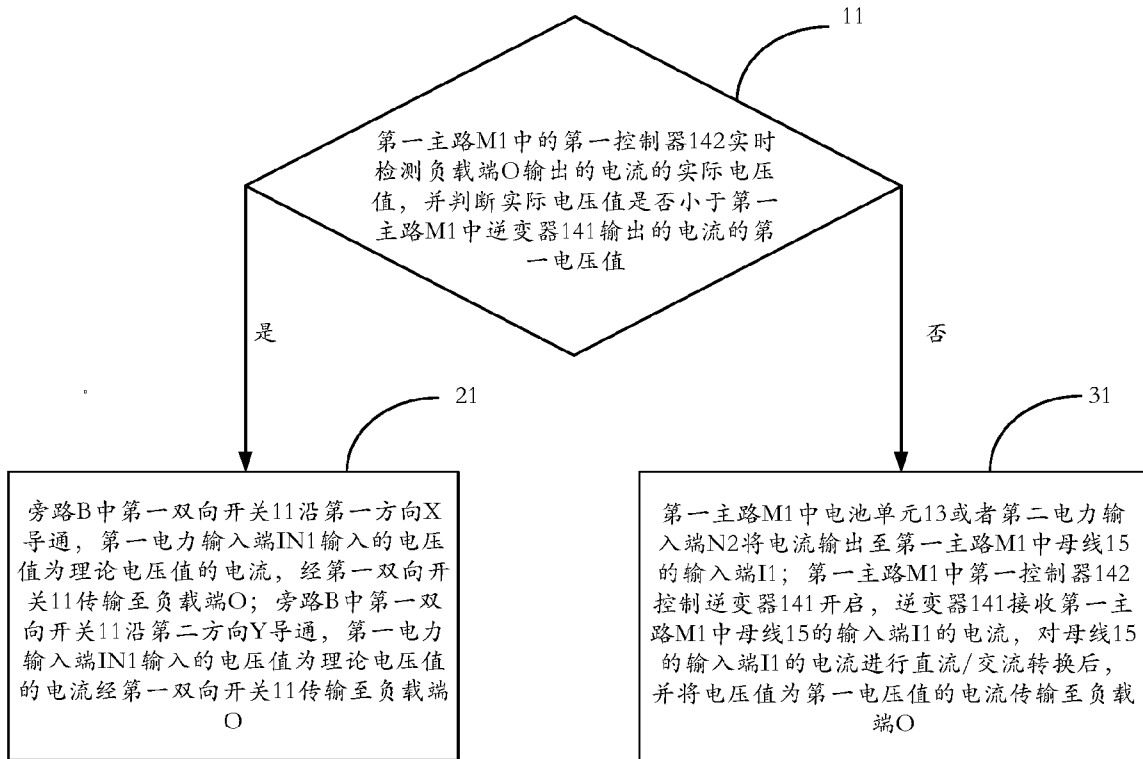 11
第一主路M1中的第一控制器142实时
检测负载端O输出的电流的实际电压
值，并判断实际电压值是否小于第一
主路M1中逆变器141输出的电流的第
一电压值
是
否
21
31
旁路B中第一双向开关11沿第一方向X
导通，第一电力输入端IN1输入的电压
值为理论电压值的电流，经第一双向开
关11传输至负载端O；旁路B中第一双
向开关11沿第二方向Y导通，第一电力
输入端IN1输入的电压值为理论电压值
的电流经第一双向开关11传输至负载端
O
第一主路M1中电池单元13或者第二电力输
入端N2将电流输出至第一主路M1中母线15
的输入端I1；第一主路M1中第一控制器142
控制逆变器141开启，逆变器141接收第一主
路M1中母线15的输入端I1的电流，对母线15
的输入端I1的电流进行直流/交流转换后，
并将电压值为第一电压值的电流传输至负载
端O